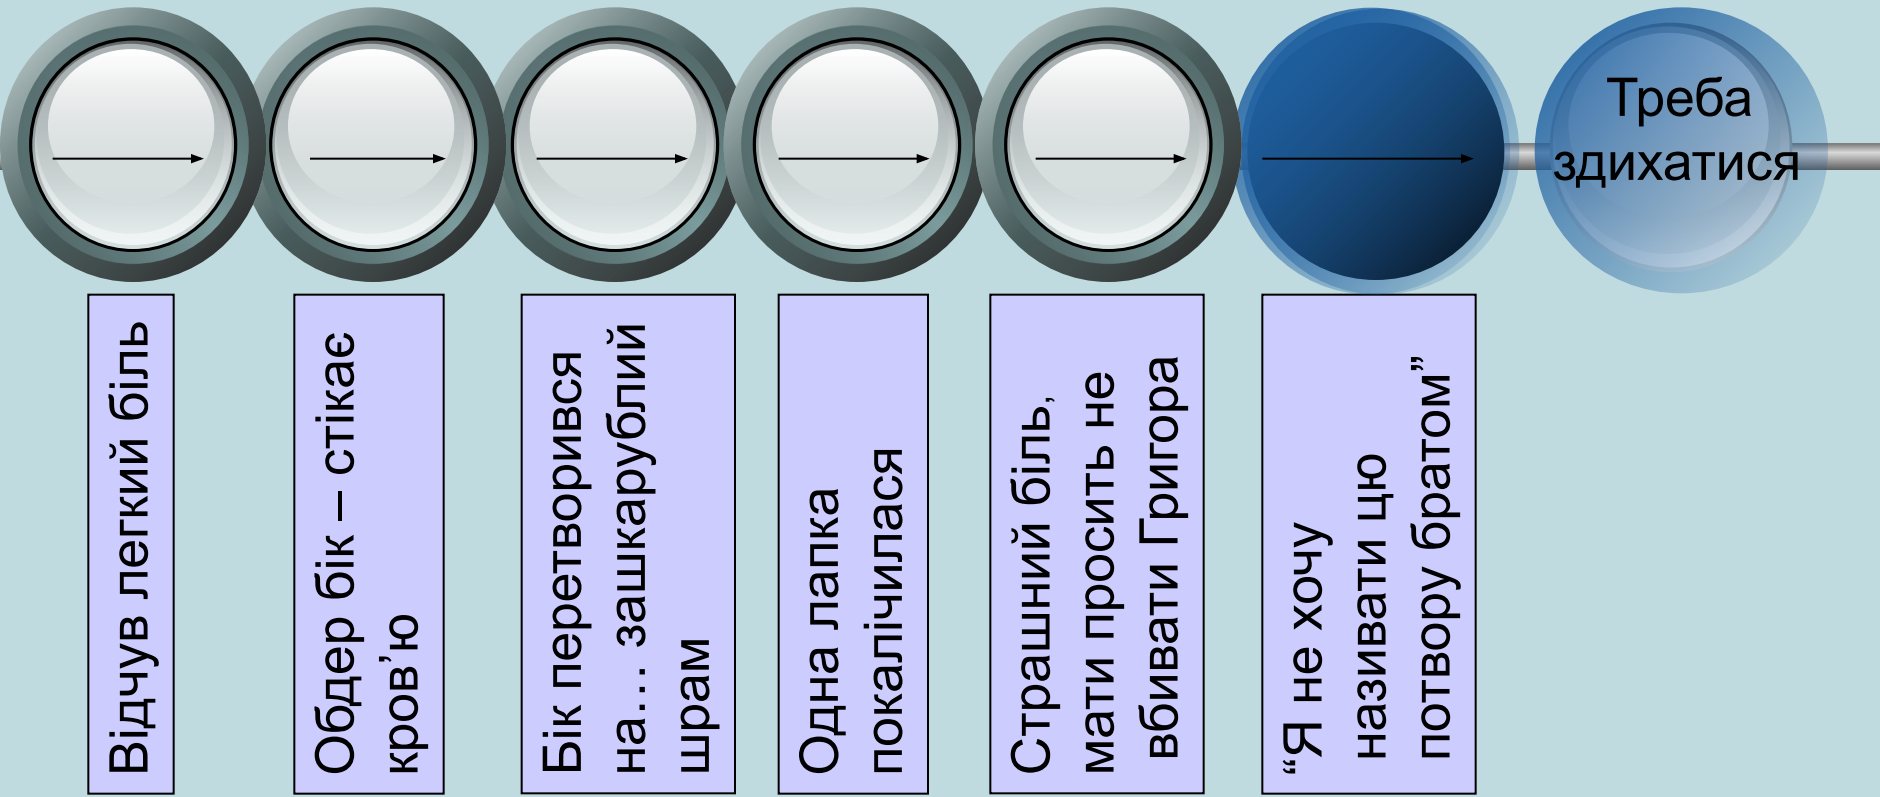 Відчув легкий біль
Обдер бік – стікає
кров’ю
Бік перетворився
на… зашкарублий
шрам
Одна лапка
покалічилася
Страшний біль,
мати просить не
вбивати Григора
“Я не хочу
називати цю
потвору братом”
Треба
здихатися